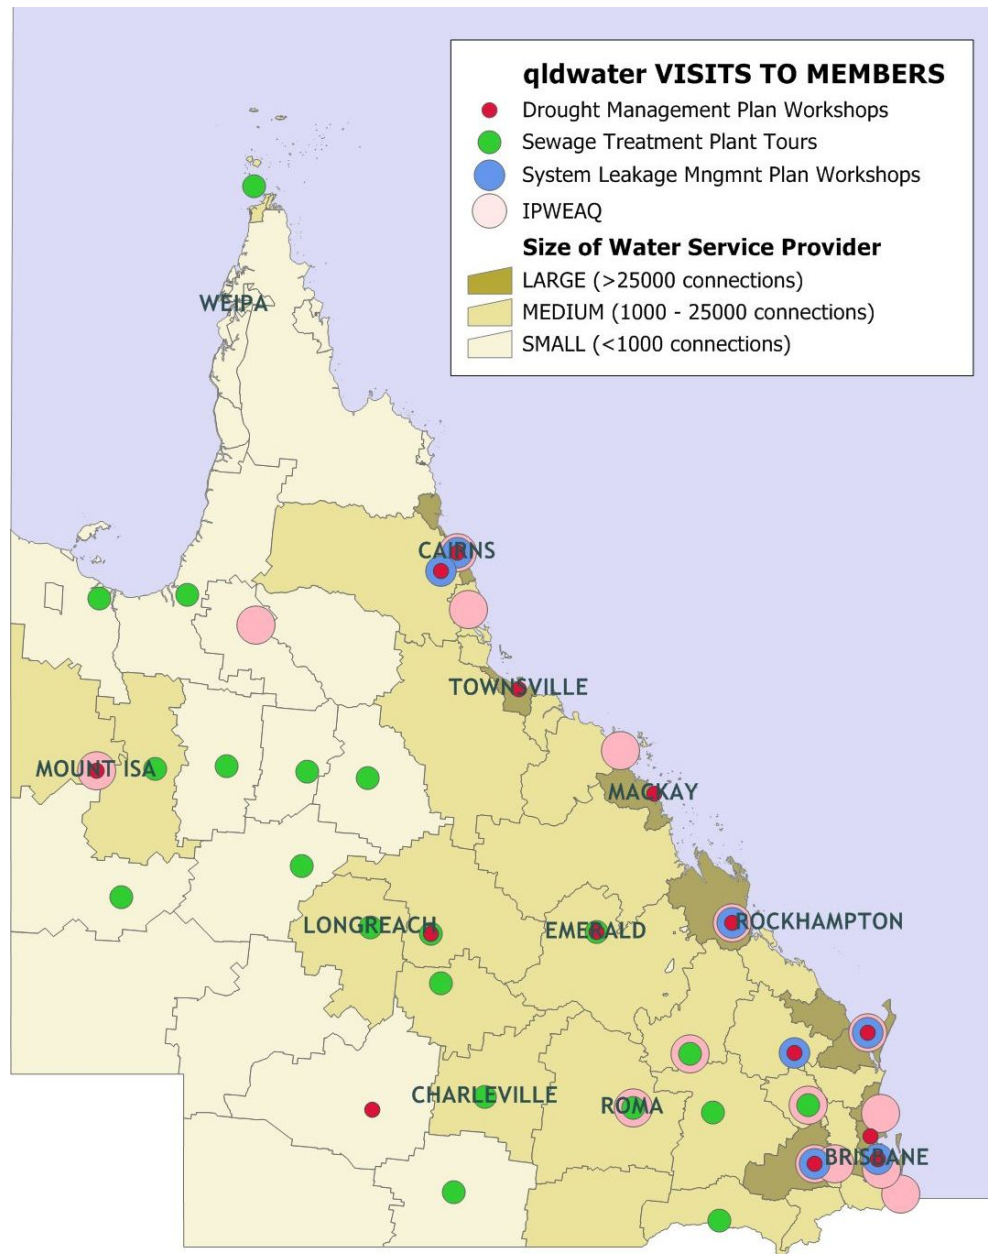 qldwater VISITS TO MEMBERS
Drought Management Plan Workshops
Sewage Treatment Plant Tours
System Leakage Mngmnt Plan Workshops
IPWEAQ
Size of Water Service Provider
LARGE (>25000 connections)
MEDIUM (1000 - 25000 connections)
SMALL (<1000 connections)
WEIPA
CAIRNS
TOWNSVILLE
MOUNT ISA
MACKAY
LONGREACH
EMERALD
ROCKHAMPTON
CHARLEVILLE
ROMA
BRISBANE